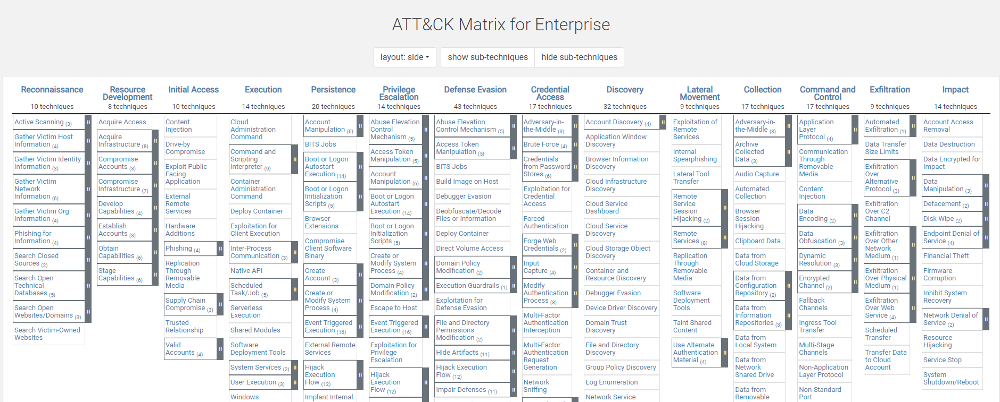 ATT&CK Matrix for Enterprise
layout: side
show sub-techniques
hide sub-techniques
Reconnaissance
10 techniques
Active Scanning (3)
Gather Victim Host
Information (4)
Gather Victim Identity
Information (3)
Gather Victim
Network
Information (6)
Gather Victim Org
Information (4)
Phishing for
Information (4)
Search Closed
Sources (2)
Search Open
Technical
Databases (5)
Search Open
Websites/Domains (3)
Search Victim-Owned
Websites
Resource
Development
8 techniques
Acquire Access
Acquire
Infrastructure (8)
Compromise
Accounts (3)
Compromise
Infrastructure (7)
Develop
Capabilities (4)
Establish
Accounts (3)
Obtain
Capabilities (6)
Stage
Capabilities (6)
Initial Access
10 techniques
Content
Injection
Drive-by
Compromise
Exploit Public-
Facing
Application
External
Remote
Services
Hardware
Additions
Phishing (4)
Replication
Through
Removable
Media
Supply Chain
Compromise (3)
Trusted
Relationship
Valid
Accounts (4)
Execution
14 techniques
Cloud
Administration
Command
Command and
Scripting
Interpreter (9)
Container
Administration
Command
Deploy Container
Exploitation for
Client Execution
Inter-Process
Communication (3)
Native API
Scheduled
Task/Job (5)
Serverless
Execution
Shared Modules
Software
Deployment Tools
System Services (2)
User Execution (3)
Windows
Persistence
20 techniques
Account
Manipulation (6)
BITS Jobs
Boot or Logon
Autostart
Execution (14)
Boot or Logon
Initialization
Scripts (5)
Browser
Extensions
Compromise
Client Software
Binary
Create
Account (3)
Create or
Modify System
Process (4)
Event Triggered
Execution (16)
External Remote
Services
Hijack
Execution
Flow (12)
Implant Internal
Privilege
Escalation
14 techniques
Abuse Elevation
Control
Mechanism (5)
Access Token
Manipulation (5)
Account
Manipulation (6)
Boot or Logon
Autostart
Execution (14)
Boot or Logon
Initialization
Scripts (5)
Create or
Modify System
Process (4)
Domain Policy
Modification (2)
Escape to Host
Event Triggered
Execution (16)
Exploitation for
Privilege
Escalation
Hijack
Execution
Flow (12)
Defense Evasion
43 techniques
Abuse Elevation
Control Mechanism (5)
Access Token
Manipulation (5)
BITS Jobs
Build Image on Host
Debugger Evasion
Deobfuscate/Decode
Files or Information
Deploy Container
Direct Volume Access
Domain Policy
Modification (2)
Execution Guardrails (1)
Exploitation for
Defense Evasion
File and Directory
Permissions
Modification (2)
Hide Artifacts (11)
Hijack Execution
Flow (12)
Impair Defenses (11)
Credential
Access
17 techniques
Adversary-in-
the-Middle (3)
Brute Force (4)
Credentials
from Password
Stores (6)
Exploitation for
Credential
Access
Forced
Authentication
Forge Web
Credentials (2)
Input
Capture (4)
Modify
Authentication
Process (8)
Multi-Factor
Authentication
Interception
Multi-Factor
Authentication
Request
Generation
Network
Sniffing
Discovery
32 techniques
Account Discovery (4)
Application Window
Discovery
Browser Information
Discovery
Cloud Infrastructure
Discovery
Cloud Service
Dashboard
Cloud Service
Discovery
Cloud Storage Object
Discovery
Container and
Resource Discovery
Debugger Evasion
Device Driver Discovery
Domain Trust
Discovery
File and Directory
Discovery
Group Policy Discovery
Log Enumeration
Network Service
Lateral
Movement
9 techniques
Exploitation of
Remote
Services
Internal
Spearphishing
Lateral Tool
Transfer
Remote
Service
Session
Hijacking (2)
Remote
Services (8)
Replication
Through
Removable
Media
Software
Deployment
Tools
Taint Shared
Content
Use Alternate
Authentication
Material (4)
Collection
17 techniques
Adversary-in-
the-Middle (3)
Archive
Collected
Data (3)
Audio Capture
Automated
Collection
Browser
Session
Hijacking
Clipboard Data
Data from
Cloud Storage
Data from
Configuration
Repository (2)
Data from
Information
Repositories (3)
Data from
Local System
Data from
Network
Shared Drive
Data from
Removable
Command and
Control
17 techniques
Application
Layer
Protocol (4)
Communication
Through
Removable
Media
Content
Injection
Data
Encoding (2)
Data
Obfuscation (3)
Dynamic
Resolution (3)
Encrypted
Channel (2)
Fallback
Channels
Ingress Tool
Transfer
Multi-Stage
Channels
Non-Application
Layer Protocol
Non-Standard
Port
Exfiltration
9 techniques
Automated
Exfiltration (1)
Data Transfer
Size Limits
Exfiltration
Over
Alternative
Protocol (3)
Exfiltration
Over C2
Channel
Exfiltration
Over Other
Network
Medium (1)
Exfiltration
Over Physical
Medium (1)
Exfiltration
Over Web
Service (4)
Scheduled
Transfer
Transfer Data
to Cloud
Account
Impact
14 techniques
Account Access
Removal
Data Destruction
Data Encrypted for
Impact
Data
Manipulation (3)
Defacement (2)
Disk Wipe (2)
Endpoint Denial of
Service (4)
Financial Theft
Firmware
Corruption
Inhibit System
Recovery
Network Denial of
Service (2)
Resource
Hijacking
Service Stop
System
Shutdown/Reboot